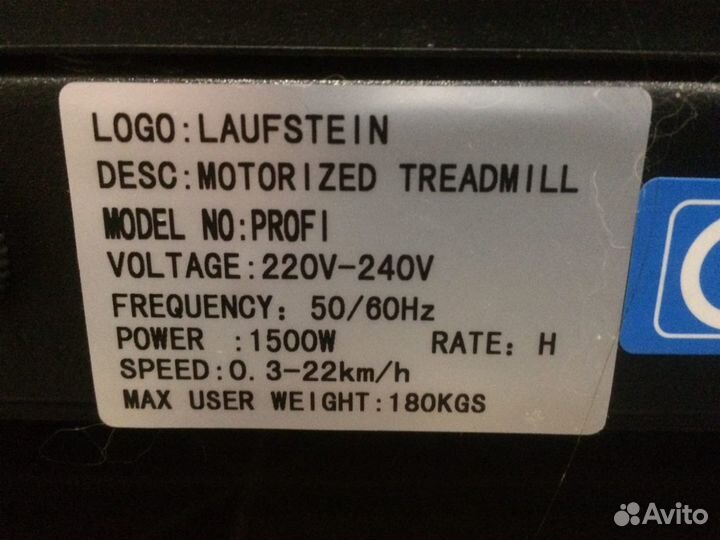 LOGO:LAUFSTEIN
DESC:MOTORIZED TREADMILL
MODEL NO:PROFI
VOLTAGE:220V-240V
FREQUENCY: 50/60Hz
POWER :1500W RATE: H
SPEED:0.3-22km/h
MAX USER WEIGHT:180KGS
Avito